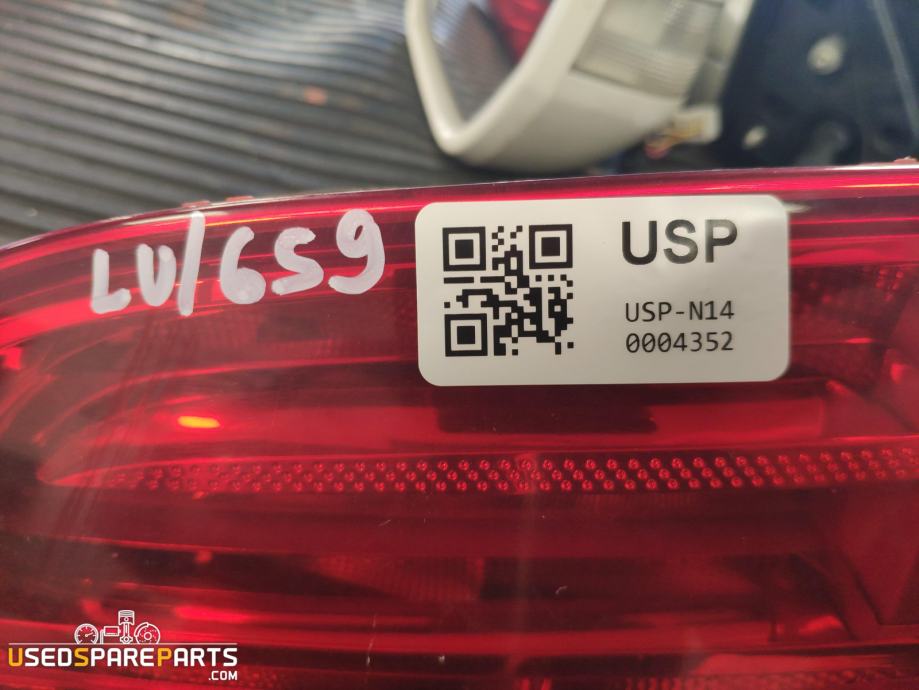 LU/659
USP
USP-N14
0004352
USEDSPAREPARTS
.COM